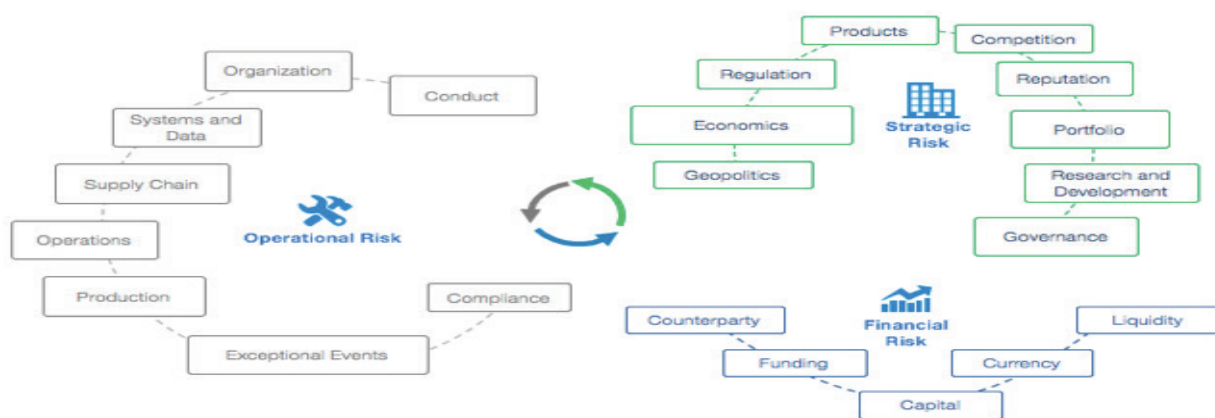 Organization
Conduct
Systems and
Data
Supply Chain
Operations
Production
Exceptional Events
Compliance
Operational Risk
Products
Competition
Regulation
Reputation
Economics
Strategic
Risk
Portfolio
Geopolitics
Research and
Development
Governance
Counterparty
Financial
Risk
Liquidity
Funding
Currency
Capital